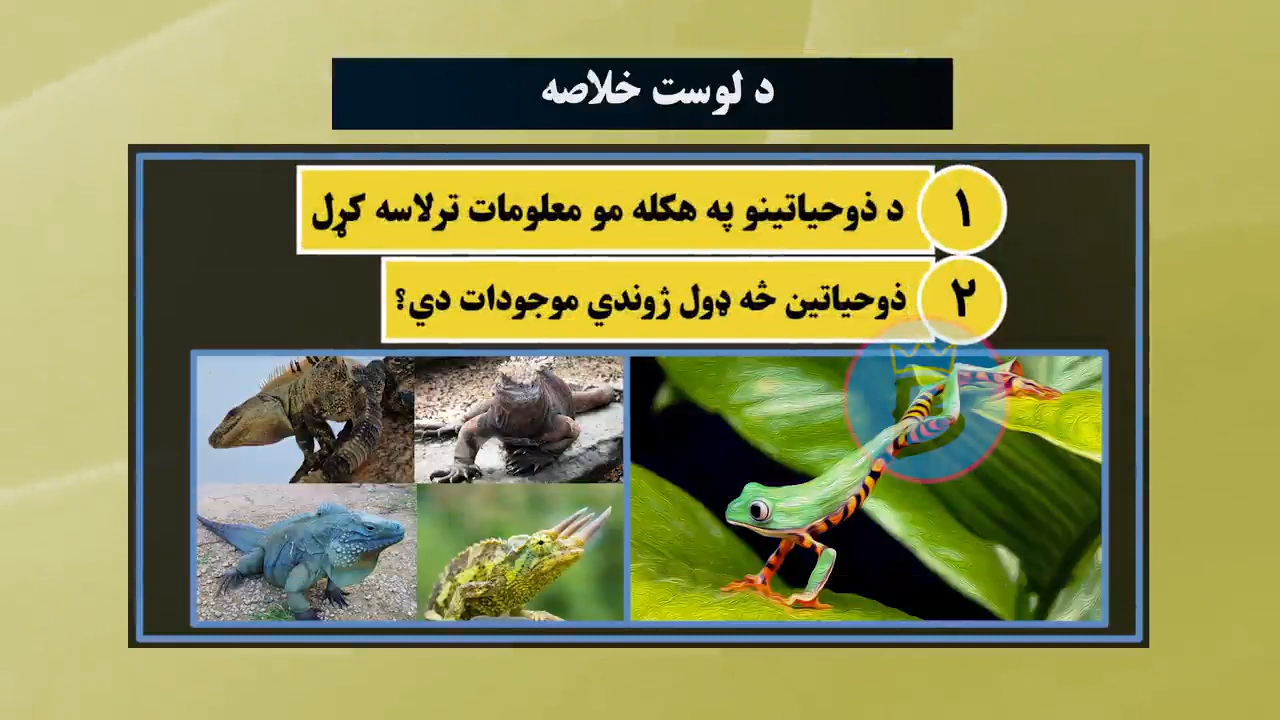 د لوست خلاصه
۱ د ذوحیاتینو په هکله مو معلومات ترلاسه کړل
۲ ذوحیاتین څه ډول ژوندي موجودات دي؟